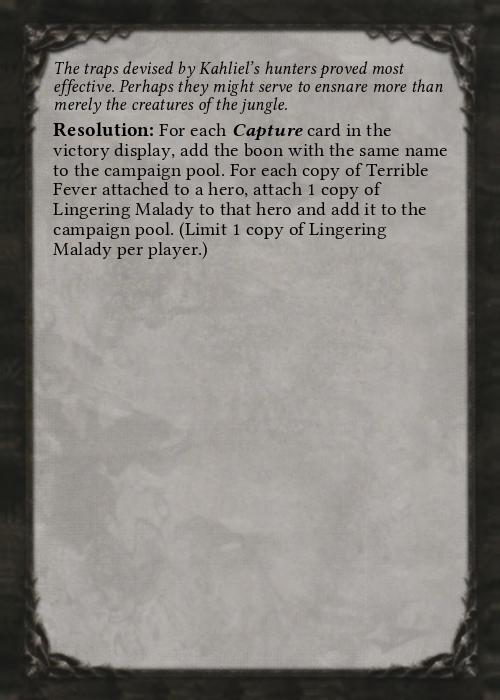 The traps devised by Kahliel’s hunters proved most
effective. Perhaps they might serve to ensnare more than
merely the creatures of the jungle.
Resolution: For each Capture card in the
victory display, add the boon with the same name
to the campaign pool. For each copy of Terrible
Fever attached to a hero, attach 1 copy of
Lingering Malady to that hero and add it to the
campaign pool. (Limit 1 copy of Lingering
Malady per player.)